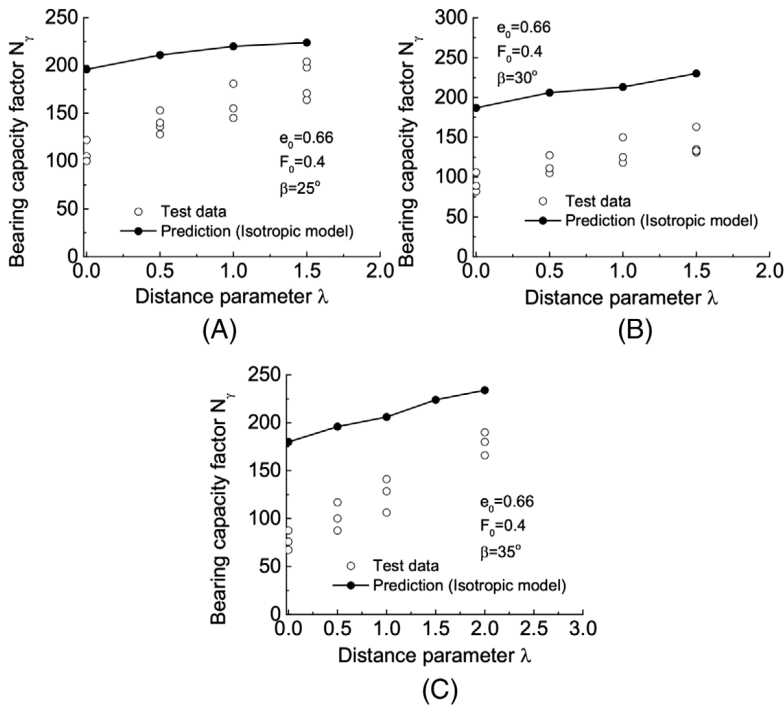 Bearing capacity factor Nγ
250
200
150
100
50
0
0.0 0.5 1.0 1.5 2.0
Distance parameter λ
e0=0.66
F0=0.4
β=25°
Test data
Prediction (Isotropic model)
(A)
Bearing capacity factor Nγ
300
250
200
150
100
50
0
0.0 0.5 1.0 1.5 2.0
Distance parameter λ
e0=0.66
F0=0.4
β=30°
Test data
Prediction (Isotropic model)
(B)
Bearing capacity factor Nγ
250
200
150
100
50
0
0.0 0.5 1.0 1.5 2.0 2.5 3.0
Distance parameter λ
e0=0.66
F0=0.4
β=35°
Test data
Prediction (Isotropic model)
(C)